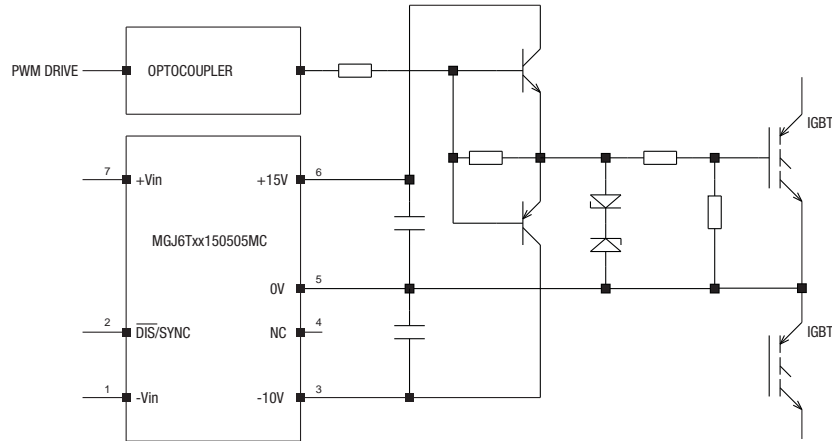 PWM DRIVE
OPTOCOUPLER
IGBT
7
+Vin
+15V
6
MGJ6Txx150505MC
0V
5
2
DIS/SYNC
NC
4
IGBT
1
-Vin
-10V
3